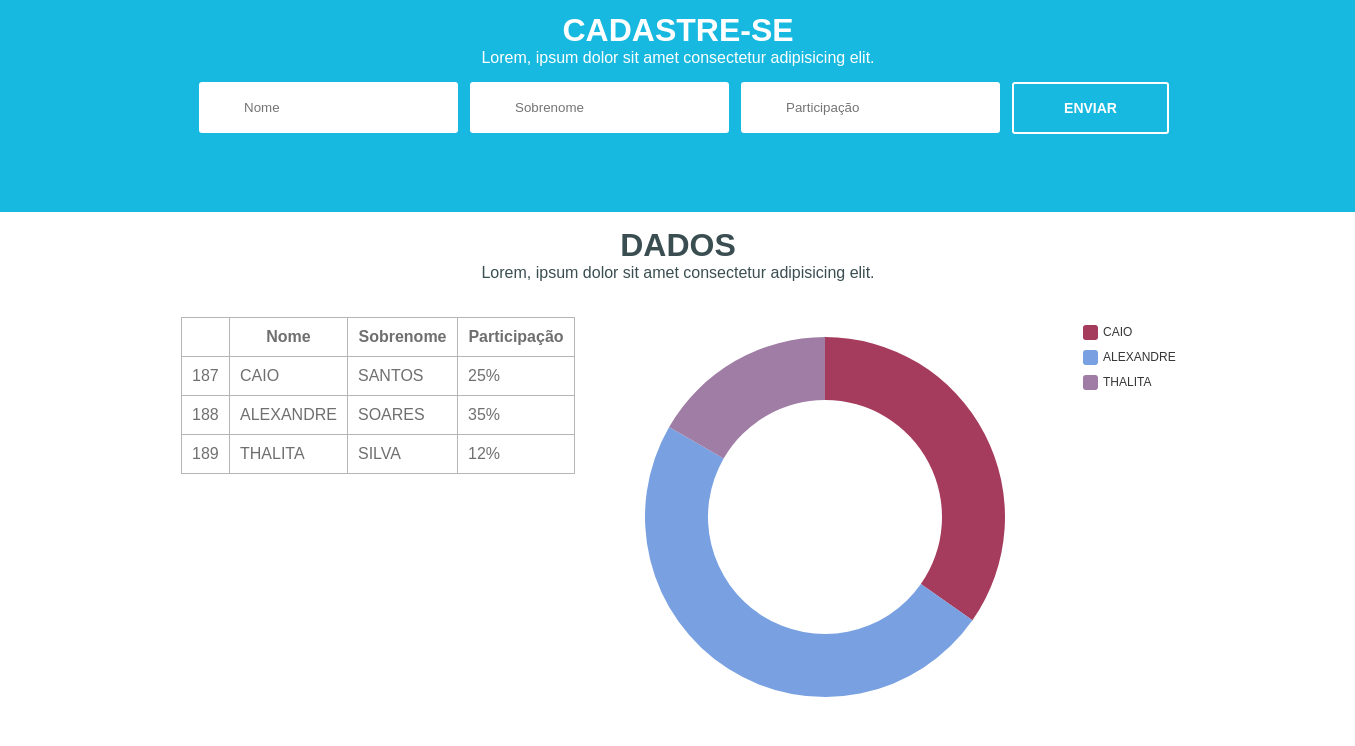 CADASTRE-SE
Lorem, ipsum dolor sit amet consectetur adipisicing elit.
Nome Sobrenome Participação ENVIAR
DADOS
Lorem, ipsum dolor sit amet consectetur adipisicing elit.
Nome Sobrenome Participação
187 CAIO SANTOS 25%
188 ALEXANDRE SOARES 35%
189 THALITA SILVA 12%
CAIO
ALEXANDRE
THALITA